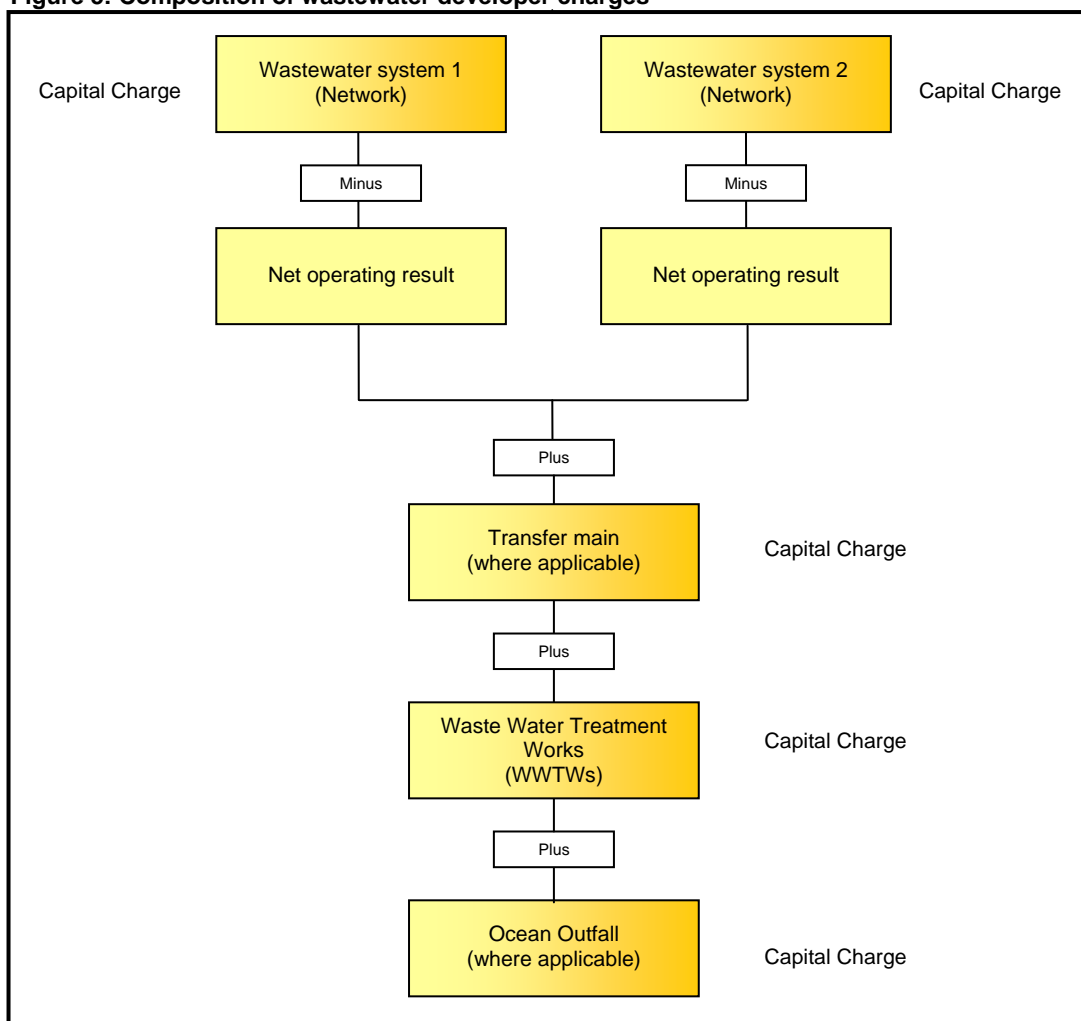 Figure 3: Composition of wastewater developer charges
Capital Charge
Wastewater system 1
(Network)
Wastewater system 2
(Network)
Capital Charge
Minus
Minus
Net operating result
Net operating result
Plus
Transfer main
(where applicable)
Capital Charge
Plus
Waste Water Treatment
Works
(WWTWs)
Capital Charge
Plus
Ocean Outfall
(where applicable)
Capital Charge